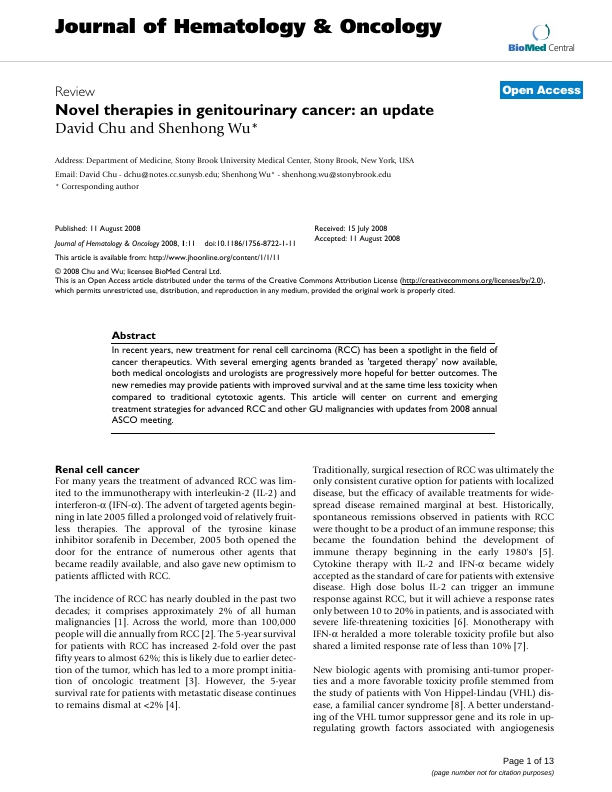 Journal of Hematology & Oncology
BioMed Central
Open Access
Review
Novel therapies in genitourinary cancer: an update
David Chu and Shenhong Wu*
Address: Department of Medicine, Stony Brook University Medical Center, Stony Brook, New York, USA
Email: David Chu - dchu@notes.cc.sunysb.edu; Shenhong Wu* - shenhong.wu@stonybrook.edu
* Corresponding author
Published: 11 August 2008
Journal of Hematology & Oncology 2008, 1:11 doi:10.1186/1756-8722-1-11
Received: 15 July 2008
Accepted: 11 August 2008
This article is available from: http://www.jhoonline.org/content/1/1/11
© 2008 Chu and Wu; licensee BioMed Central Ltd.
This is an Open Access article distributed under the terms of the Creative Commons Attribution License (http://creativecommons.org/licenses/by/2.0),
which permits unrestricted use, distribution, and reproduction in any medium, provided the original work is properly cited.
Abstract
In recent years, new treatment for renal cell carcinoma (RCC) has been a spotlight in the field of
cancer therapeutics. With several emerging agents branded as 'targeted therapy' now available,
both medical oncologists and urologists are progressively more hopeful for better outcomes. The
new remedies may provide patients with improved survival and at the same time less toxicity when
compared to traditional cytotoxic agents. This article will center on current and emerging
treatment strategies for advanced RCC and other GU malignancies with updates from 2008 annual
ASCO meeting.
Renal cell cancer
For many years the treatment of advanced RCC was lim-
ited to the immunotherapy with interleukin-2 (IL-2) and
interferon-α (IFN-α). The advent of targeted agents begin-
ning in late 2005 filled a prolonged void of relatively fruit-
less therapies. The approval of the tyrosine kinase
inhibitor sorafenib in December, 2005 both opened the
door for the entrance of numerous other agents that
became readily available, and also gave new optimism to
patients afflicted with RCC.
The incidence of RCC has nearly doubled in the past two
decades; it comprises approximately 2% of all human
malignancies [1]. Across the world, more than 100,000
people will die annually from RCC [2]. The 5-year survival
for patients with RCC has increased 2-fold over the past
fifty years to almost 62%; this is likely due to earlier detec-
tion of the tumor, which has led to a more prompt initia-
tion of oncologic treatment [3]. However, the 5-year
survival rate for patients with metastatic disease continues
to remains dismal at <2% [4].
Traditionally, surgical resection of RCC was ultimately the
only consistent curative option for patients with localized
disease, but the efficacy of available treatments for wide-
spread disease remained marginal at best. Historically,
spontaneous remissions observed in patients with RCC
were thought to be a product of an immune response; this
became the foundation behind the development of
immune therapy beginning in the early 1980's [5].
Cytokine therapy with IL-2 and IFN-α became widely
accepted as the standard of care for patients with extensive
disease. High dose bolus IL-2 can trigger an immune
response against RCC, but it will achieve a response rates
only between 10 to 20% in patients, and is associated with
severe life-threatening toxicities [6]. Monotherapy with
IFN-α heralded a more tolerable toxicity profile but also
shared a limited response rate of less than 10% [7].
New biologic agents with promising anti-tumor proper-
ties and a more favorable toxicity profile stemmed from
the study of patients with Von Hippel-Lindau (VHL) dis-
ease, a familial cancer syndrome [8]. A better understand-
ing of the VHL tumor suppressor gene and its role in up-
regulating growth factors associated with angiogenesis
Page 1 of 13
(page number not for citation purposes)